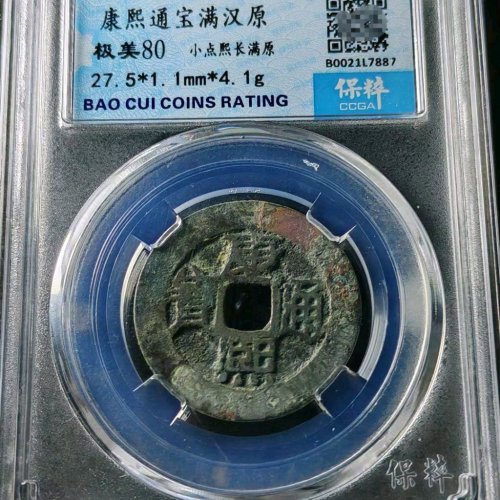 康熙通宝满汉原
极美80 小点熙长满原
27.5*1.1mm*4.1g
BAO CUI COINS RATING
B0021L7887
保粹
CCGA
康熙通寶
保粹